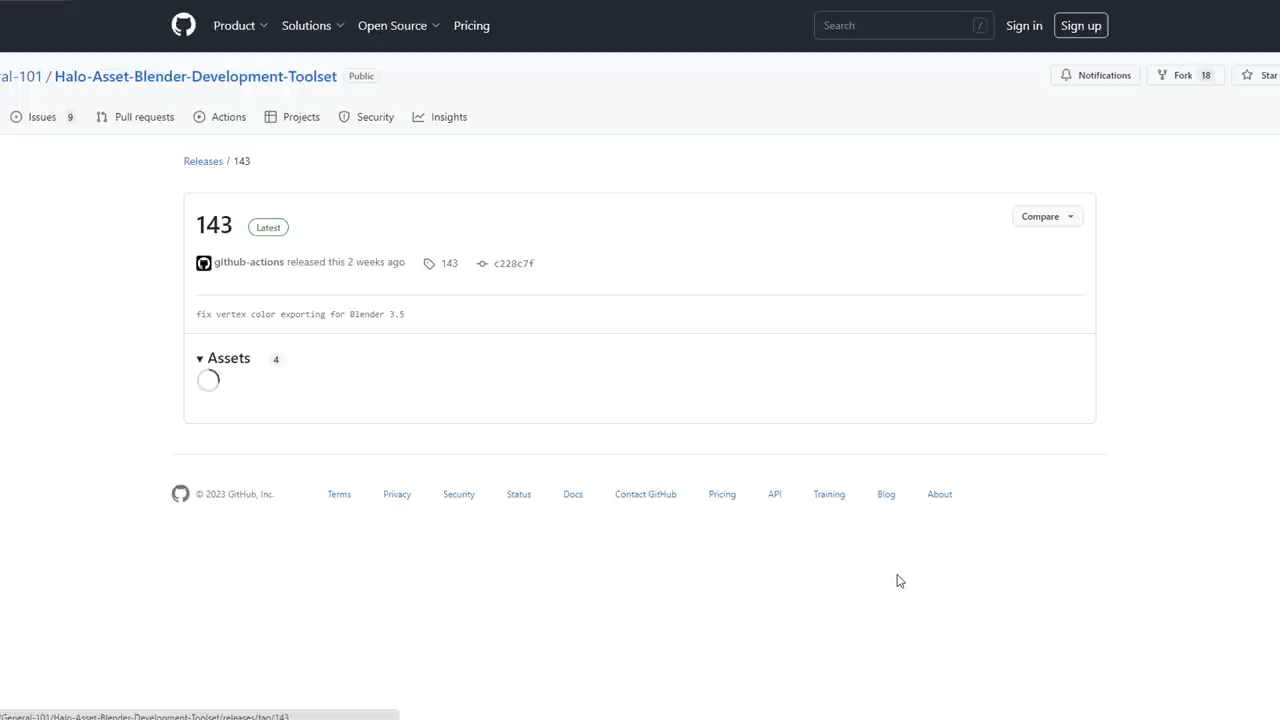 Product Solutions Open Source Pricing Search / Sign in Sign up
al-101 / Halo-Asset-Blender-Development-Toolset Public Notifications Fork 18 Star
Issues 9 Pull requests Actions Projects Security Insights
Releases / 143
143 Latest Compare
github-actions released this 2 weeks ago 143 c228c7f
fix vertex color exporting for Blender 3.5
Assets 4
© 2023 GitHub, Inc. Terms Privacy Security Status Docs Contact GitHub Pricing API Training Blog About
/General-101/Halo-Asset-Blender-Development-Toolset/releases/tag/143